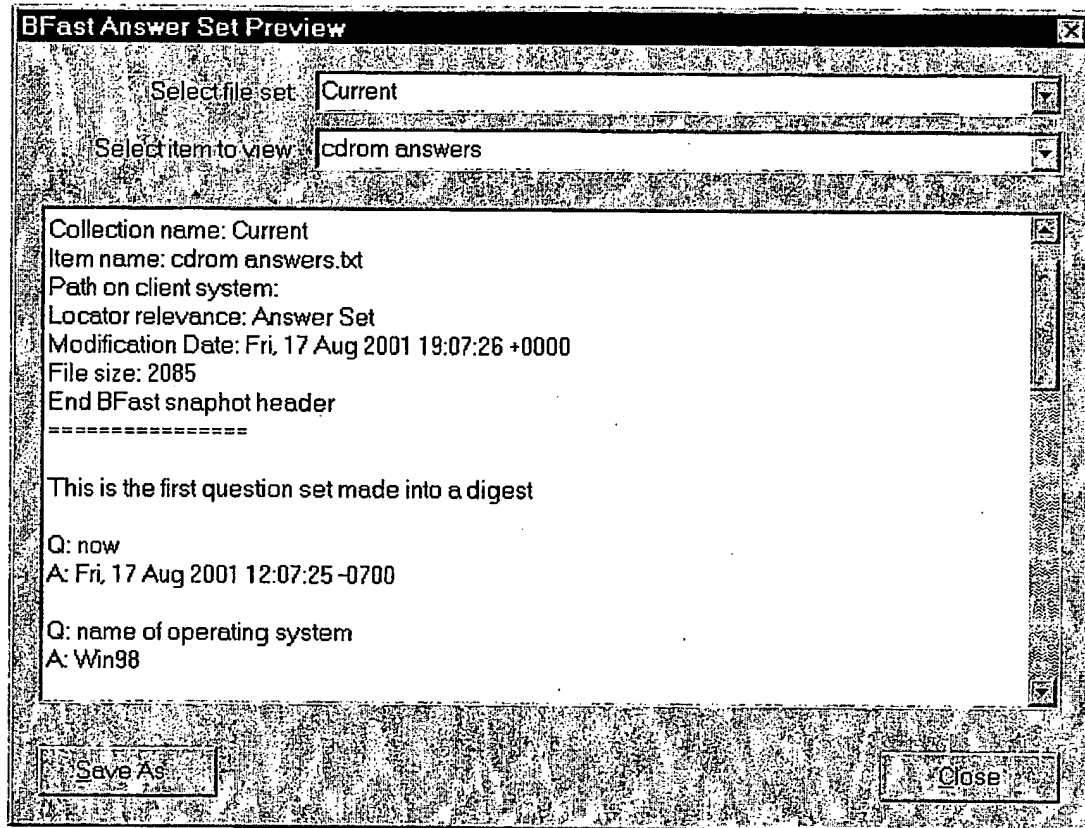 BFast Answer Set Preview
Select file set: Current
Select item to view: cdrom answers
Collection name: Current
Item name: cdrom answers.txt
Path on client system:
Locator relevance: Answer Set
Modification Date: Fri, 17 Aug 2001 19:07:26 +0000
File size: 2085
End BFast snaphot header
================
This is the first question set made into a digest
Q: now
A: Fri, 17 Aug 2001 12:07:25 -0700
Q: name of operating system
A: Win98
Save As
Close